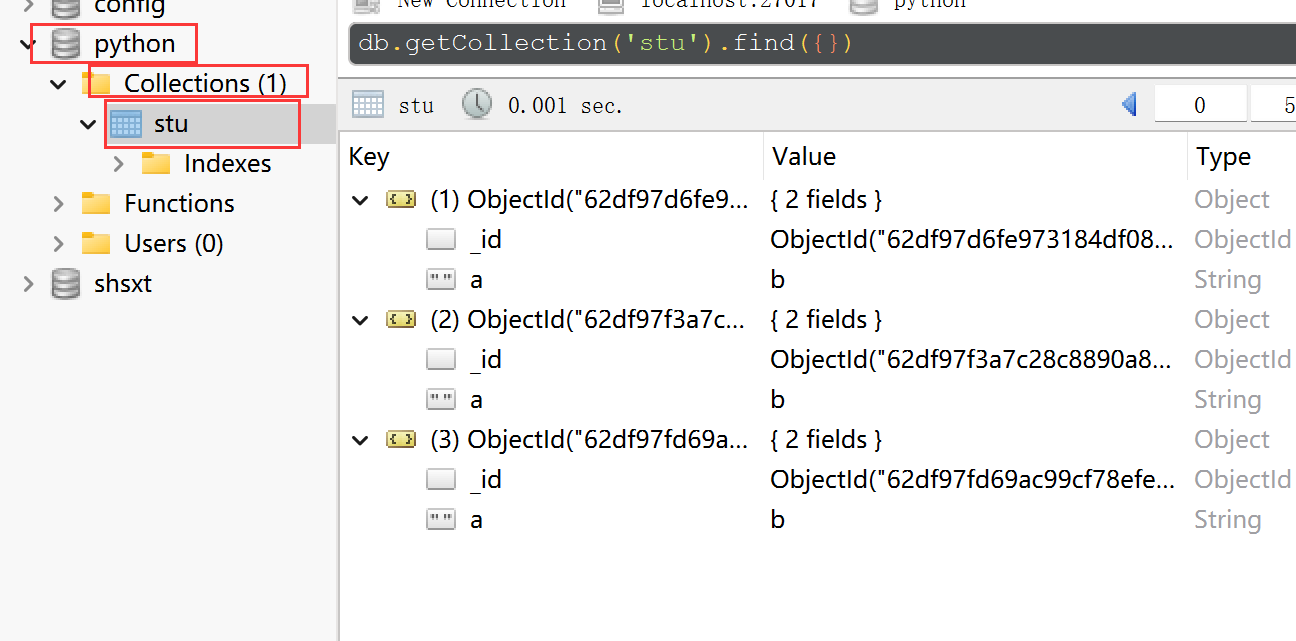 config
python
Collections (1)
stu
Indexes
Functions
Users (0)
shsxt
New Connection localhost:27017 python
db.getCollection('stu').find({})
stu 0.001 sec. 0 5
Key Value Type
(1) ObjectId("62df97d6fe9... { 2 fields } Object
_id ObjectId("62df97d6fe973184df08... ObjectId
a b String
(2) ObjectId("62df97f3a7c... { 2 fields } Object
_id ObjectId("62df97f3a7c28c8890a8... ObjectId
a b String
(3) ObjectId("62df97fd69a... { 2 fields } Object
_id ObjectId("62df97fd69ac99cf78efe... ObjectId
a b String